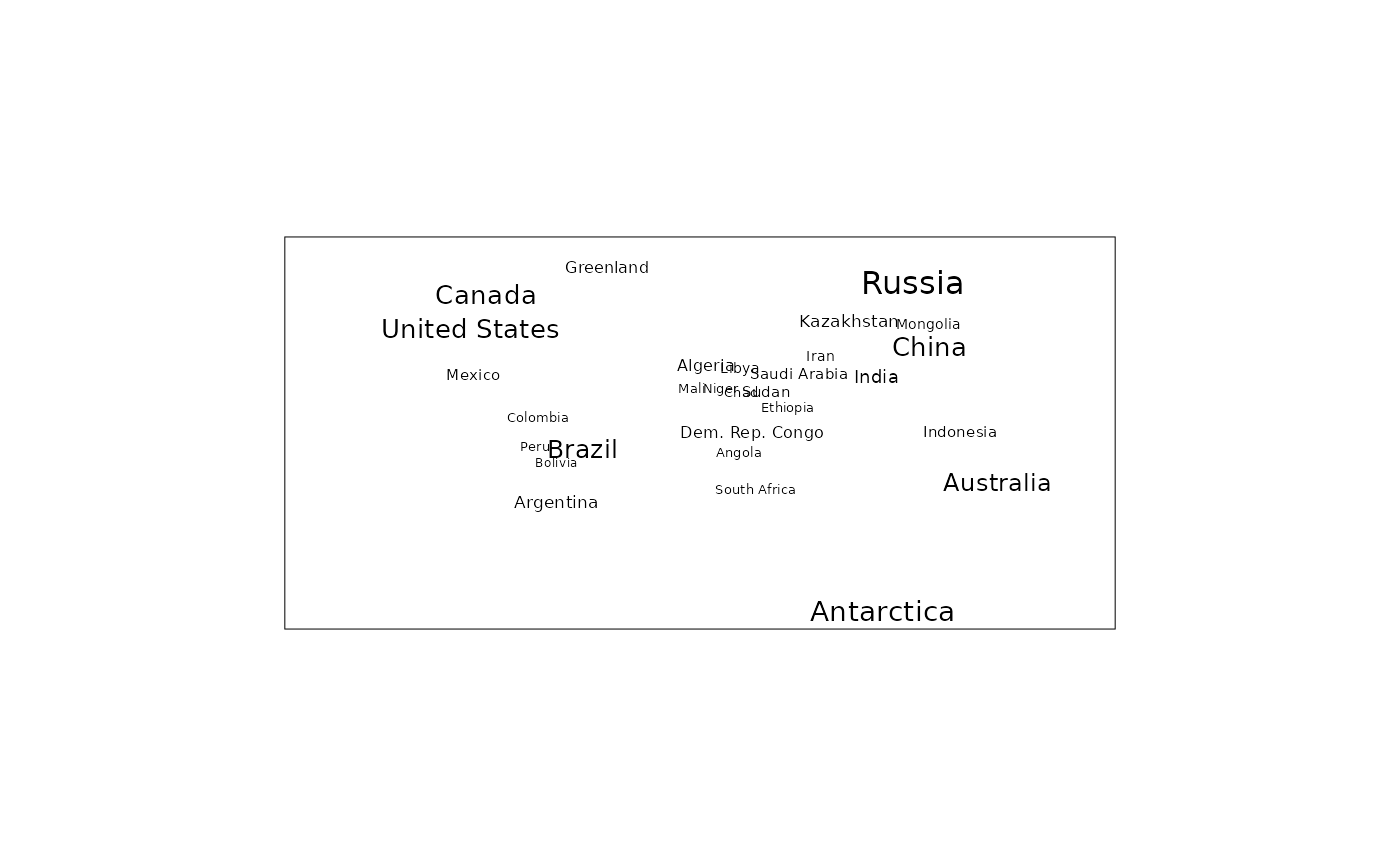 Greenland
Russia
Canada
Kazakhstan
Mongolia
United States
China
Iran
Algeria
Libya
Saudi Arabia
Mexico
India
Mali
Niger
Chad
Sudan
Ethiopia
Colombia
Dem. Rep. Congo
Indonesia
Peru
Brazil
Angola
Bolivia
Australia
South Africa
Argentina
Antarctica